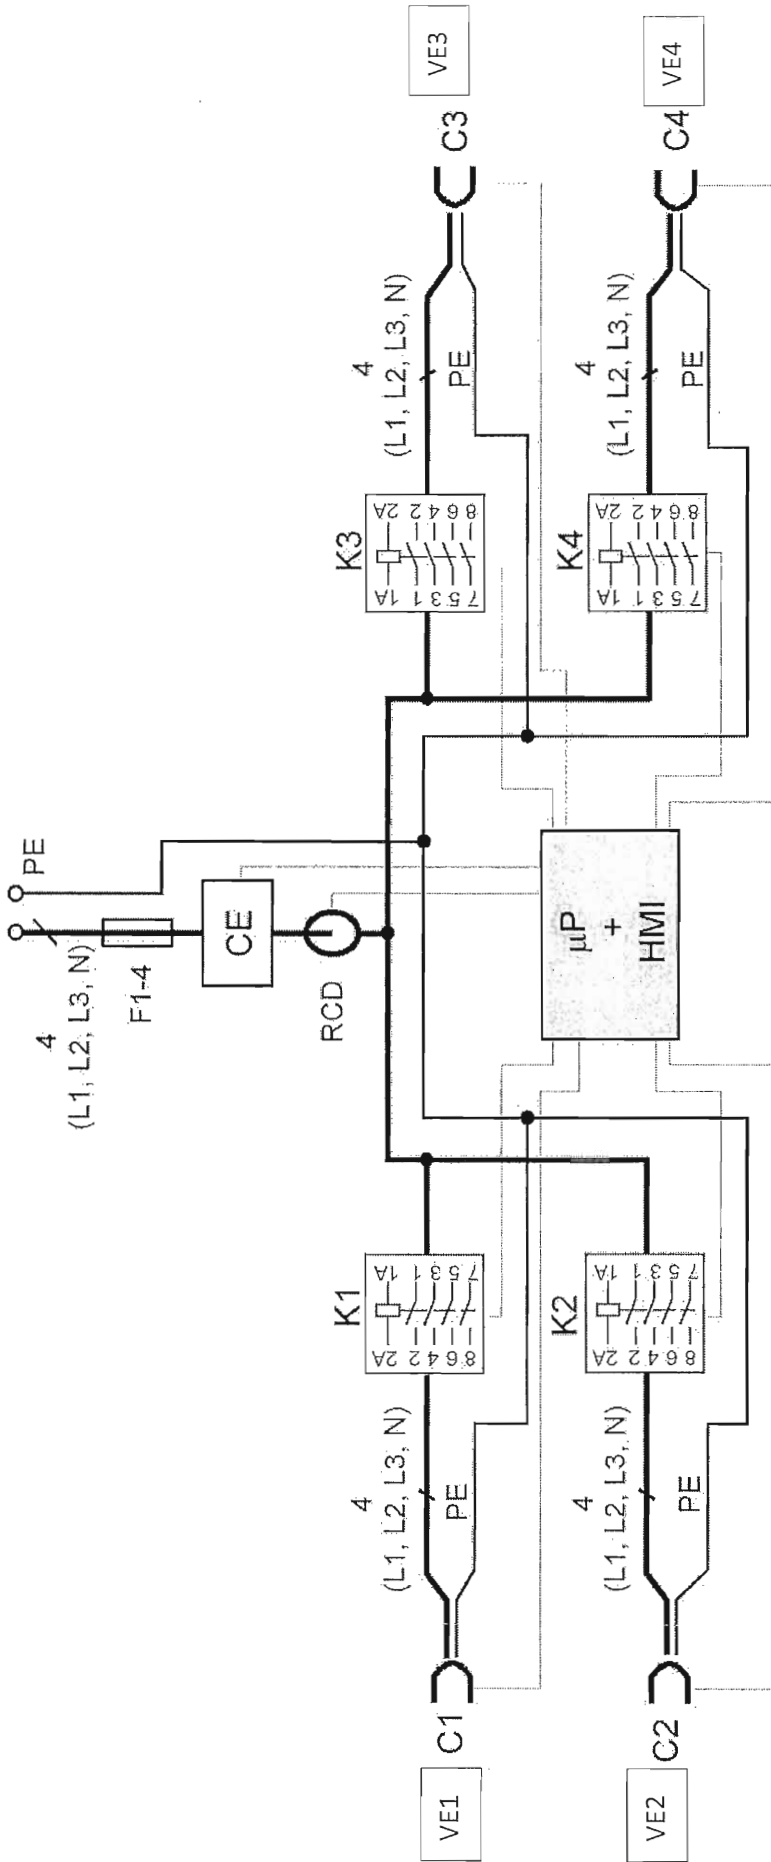 PE
4
(L1, L2, L3, N)
F1-4
CE
RCD
K1
2A 1A
2 1
4 3
6 5
8 7
4
(L1, L2, L3, N)
PE
C1
VE1
K3
1A 2A
1 2
3 4
5 6
7 8
4
(L1, L2, L3, N)
PE
C3
VE3
K2
2A 1A
2 1
4 3
6 5
8 7
4
(L1, L2, L3, N)
PE
C2
VE2
µP
+
HMI
K4
1A 2A
1 2
3 4
5 6
7 8
4
(L1, L2, L3, N)
PE
C4
VE4